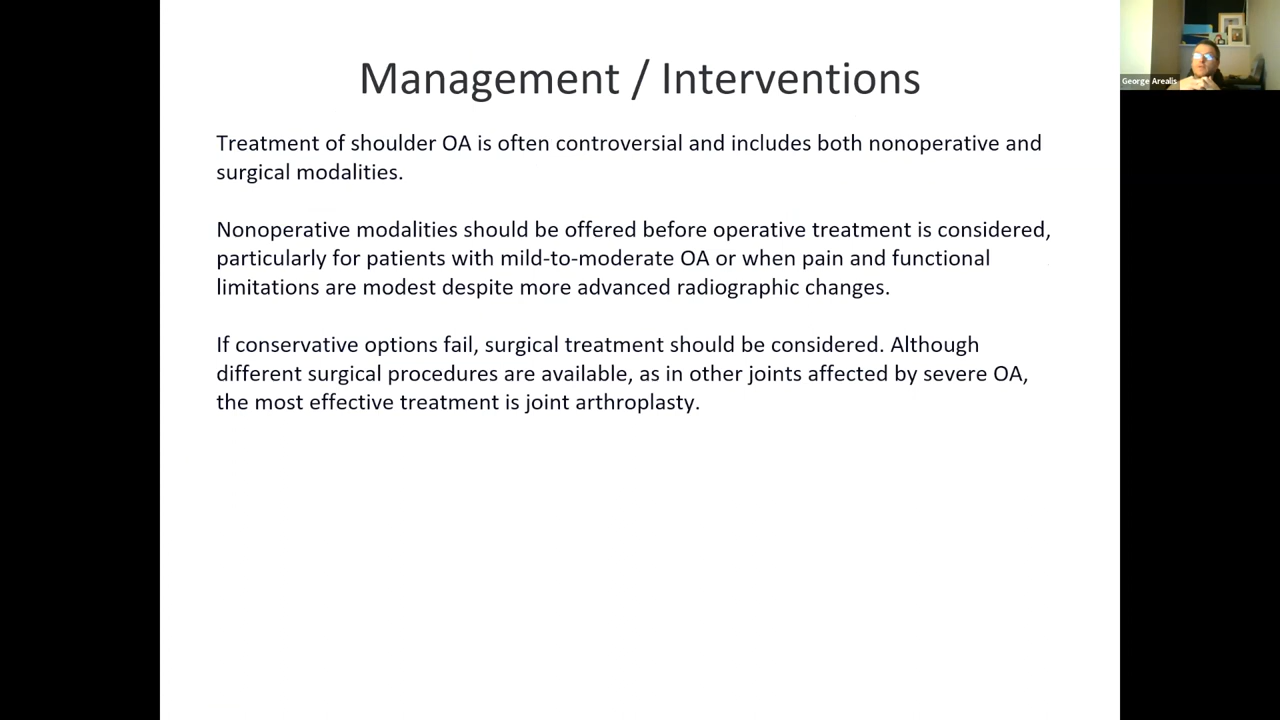 Management / Interventions
George Arealis
Treatment of shoulder OA is often controversial and includes both nonoperative and
surgical modalities.
Nonoperative modalities should be offered before operative treatment is considered,
particularly for patients with mild-to-moderate OA or when pain and functional
limitations are modest despite more advanced radiographic changes.
If conservative options fail, surgical treatment should be considered. Although
different surgical procedures are available, as in other joints affected by severe OA,
the most effective treatment is joint arthroplasty.